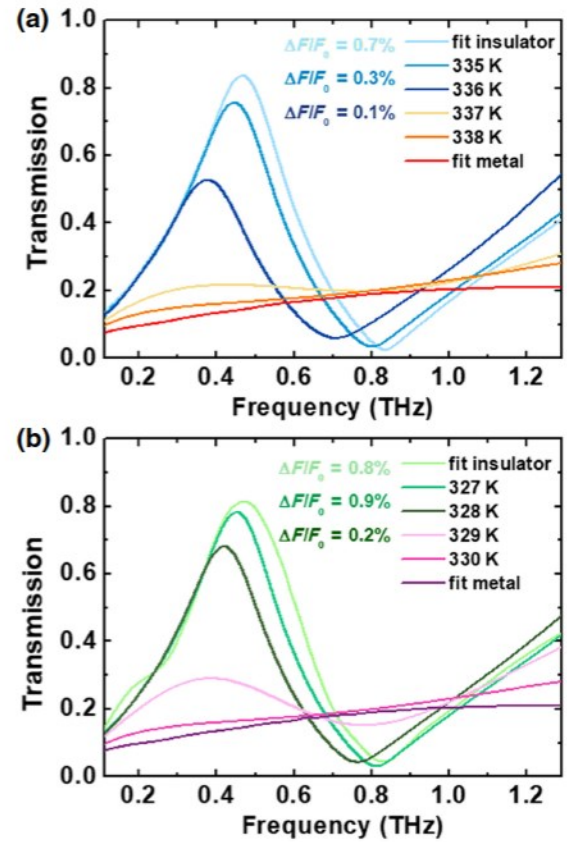 (a)
1.0
0.8
0.6
0.4
0.2
0.0
Transmission
ΔF/F₀ = 0.7%
ΔF/F₀ = 0.3%
ΔF/F₀ = 0.1%
fit insulator
335 K
336 K
337 K
338 K
fit metal
0.2 0.4 0.6 0.8 1.0 1.2
Frequency (THz)
(b)
1.0
0.8
0.6
0.4
0.2
0.0
Transmission
ΔF/F₀ = 0.8%
ΔF/F₀ = 0.9%
ΔF/F₀ = 0.2%
fit insulator
327 K
328 K
329 K
330 K
fit metal
0.2 0.4 0.6 0.8 1.0 1.2
Frequency (THz)